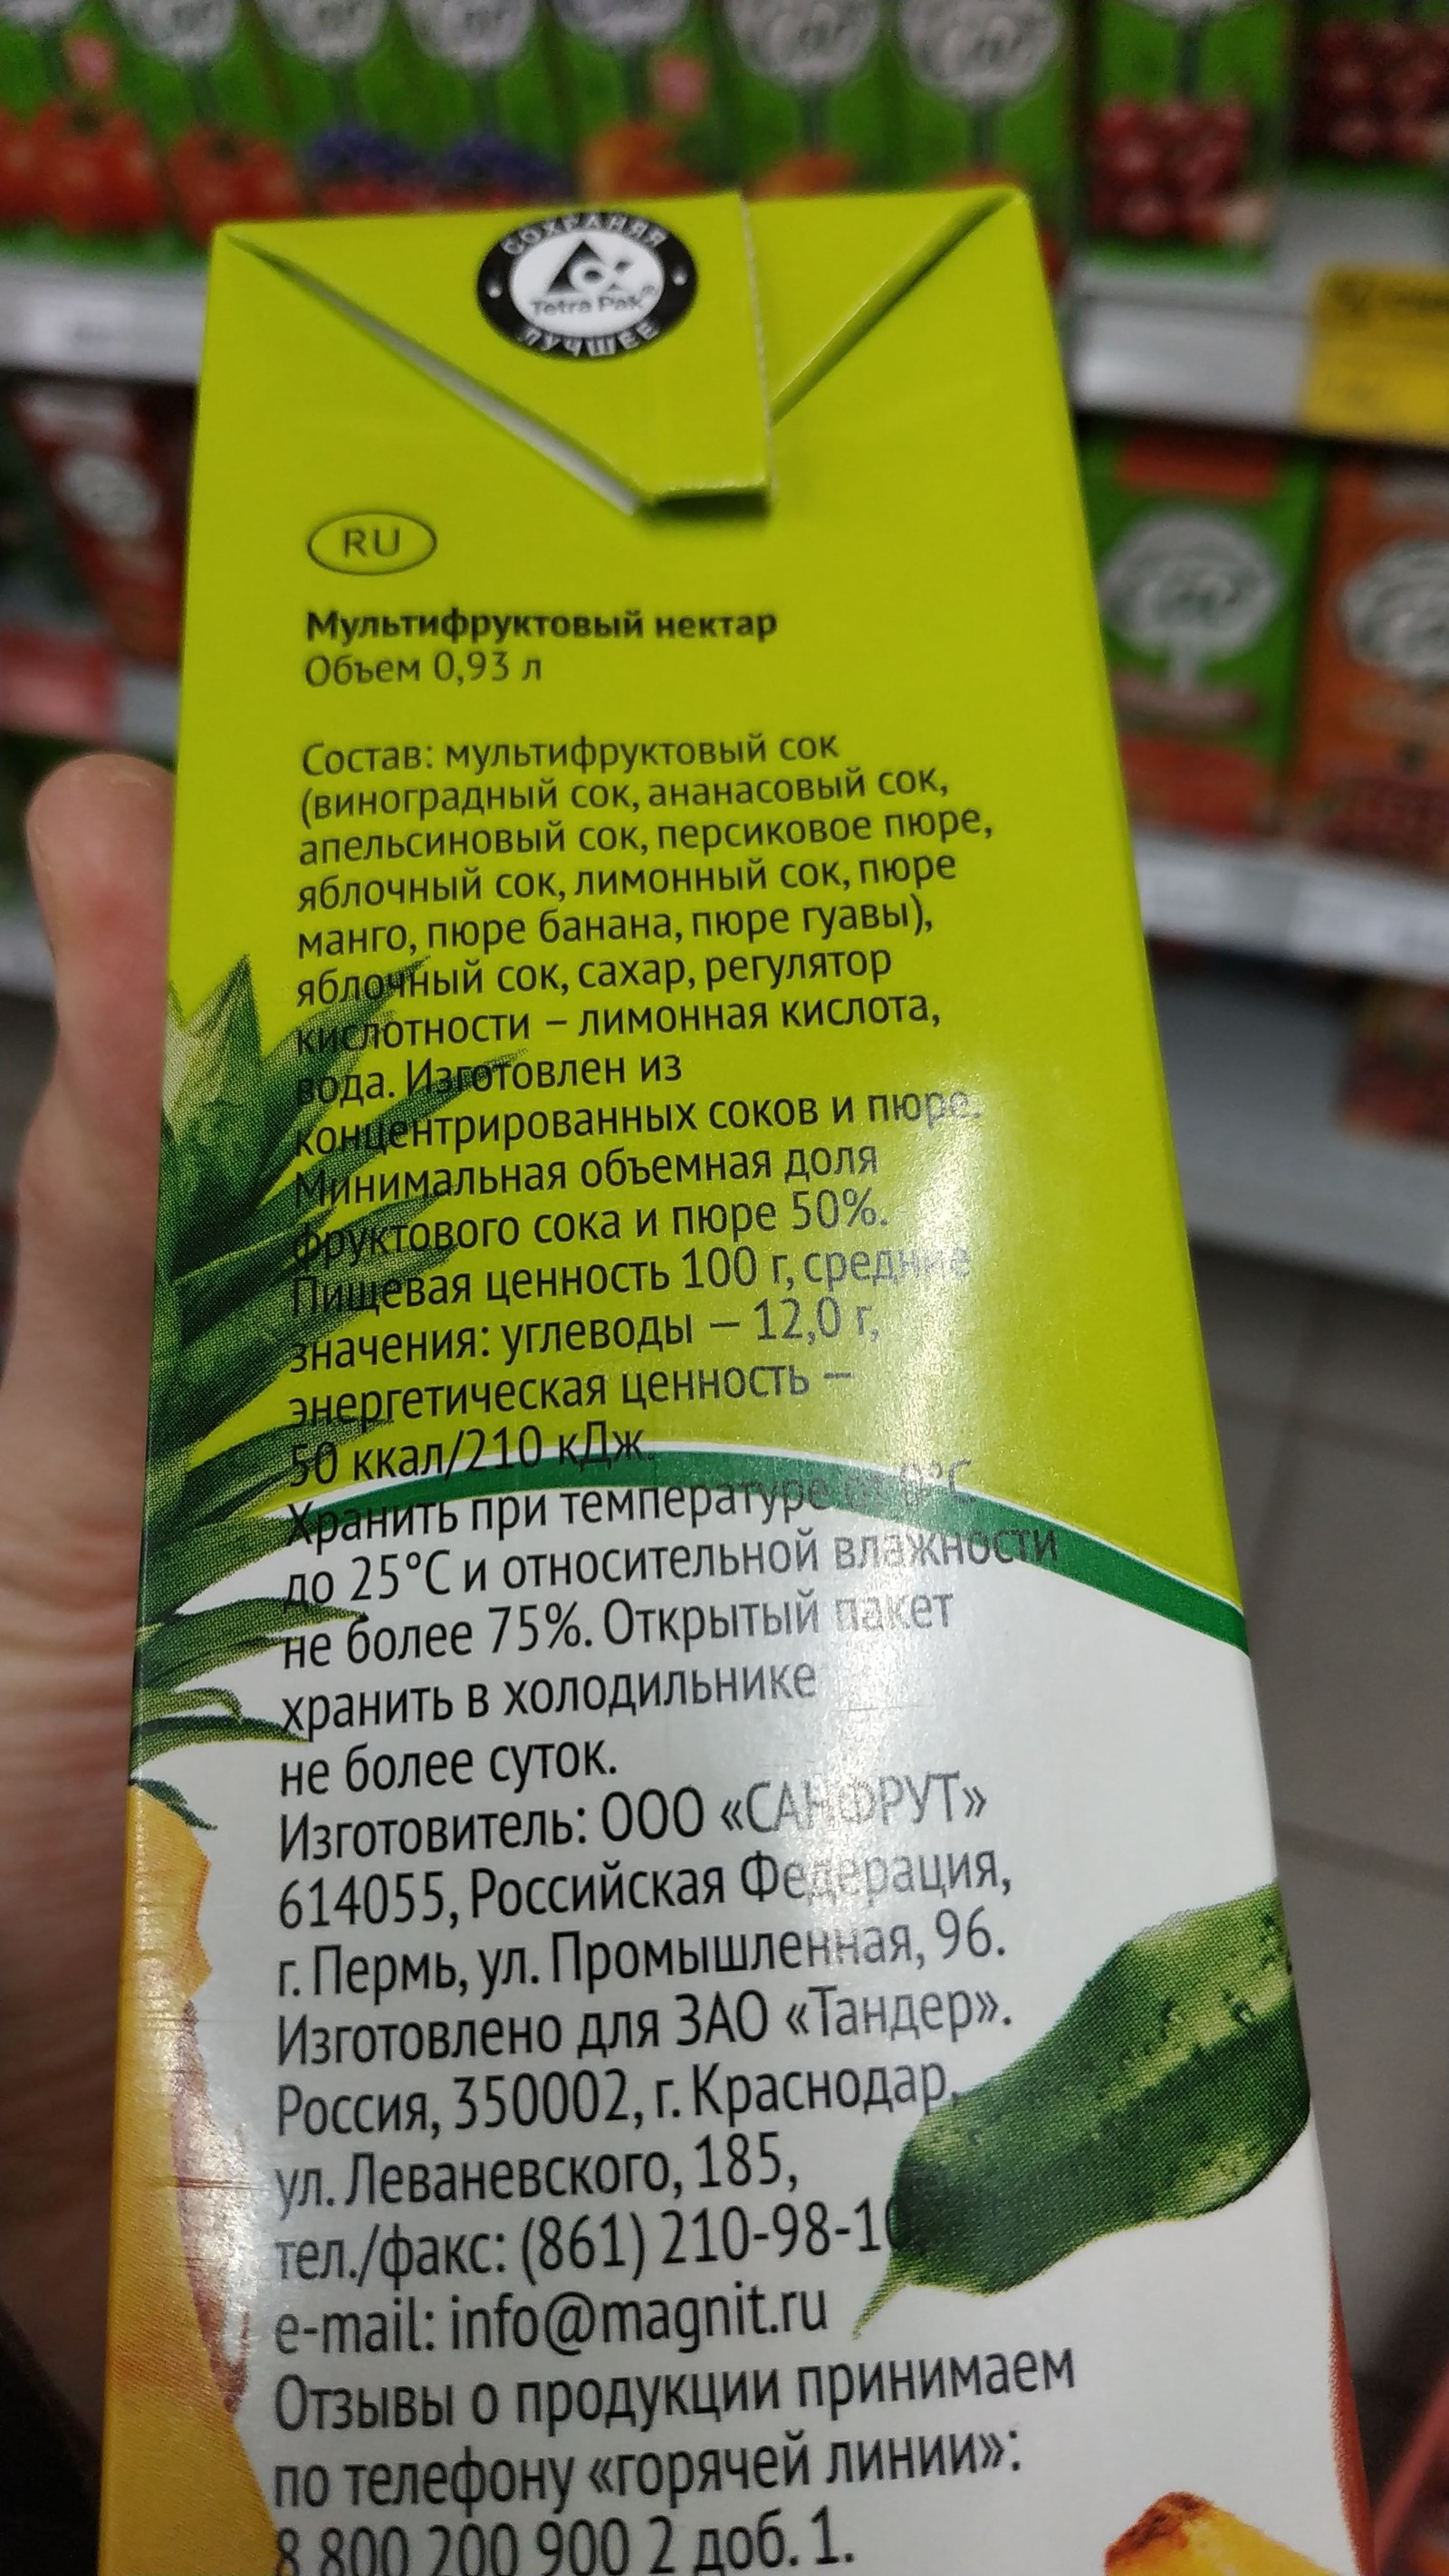 СОХРАНЯЯ
Tetra Pak®
ЛУЧШЕЕ
RU
Мультифруктовый нектар
Объем 0,93 л
Состав: мультифруктовый сок
(виноградный сок, ананасовый сок,
апельсиновый сок, персиковое пюре,
яблочный сок, лимонный сок, пюре
манго, пюре банана, пюре гуавы),
яблочный сок, сахар, регулятор
кислотности – лимонная кислота,
вода. Изготовлен из
концентрированных соков и пюре.
Минимальная объемная доля
фруктового сока и пюре 50%.
Пищевая ценность 100 г, средние
значения: углеводы — 12,0 г,
энергетическая ценность —
50 ккал/210 кДж.
Хранить при температуре от 0°С
до 25°С и относительной влажности
не более 75%. Открытый пакет
хранить в холодильнике
не более суток.
Изготовитель: ООО «САНФРУТ»
614055, Российская Федерация,
г. Пермь, ул. Промышленная, 96.
Изготовлено для ЗАО «Тандер».
Россия, 350002, г. Краснодар,
ул. Леваневского, 185,
тел./факс: (861) 210-98-10
e-mail: info@magnit.ru
Отзывы о продукции принимаем
по телефону «горячей линии»:
8 800 200 900 2 доб. 1.